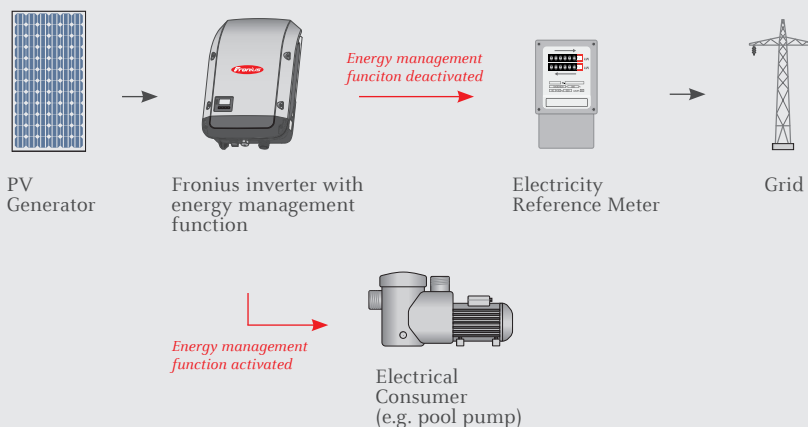 Energy management
funciton deactivated
Fronius
PV
Generator
Fronius inverter with
energy management
function
Electricity
Reference Meter
Grid
Energy management
function activated
Electrical
Consumer
(e.g. pool pump)